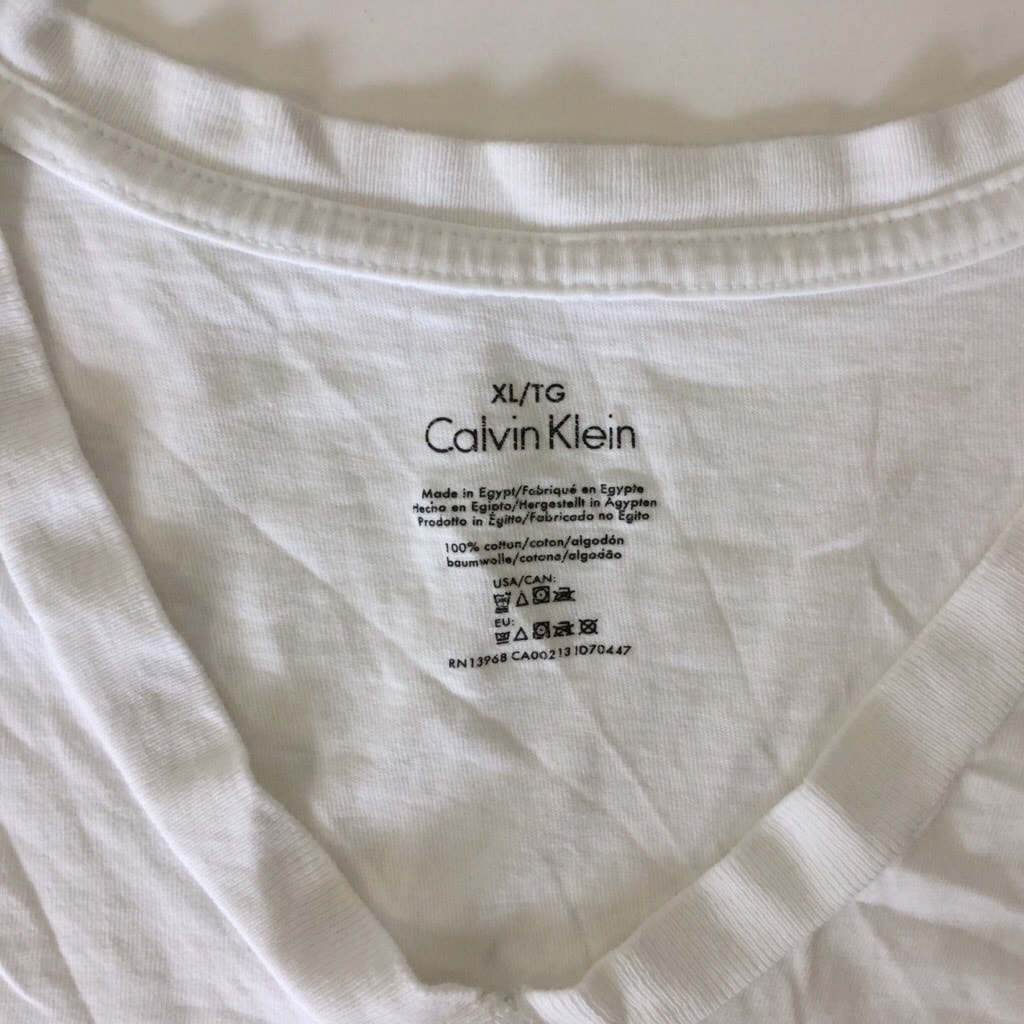 XL/TG
Calvin Klein
Made in Egypt/Fabriqué en Egypte
Hecho en Egipto/Hergestellt in Ägypten
Prodotto in Égitto/Fabricado no Egito
100% cotton/coton/algodón
baumwolle/cotone/algodão
USA/CAN:
EU:
RN13968 CA00213 ID70447